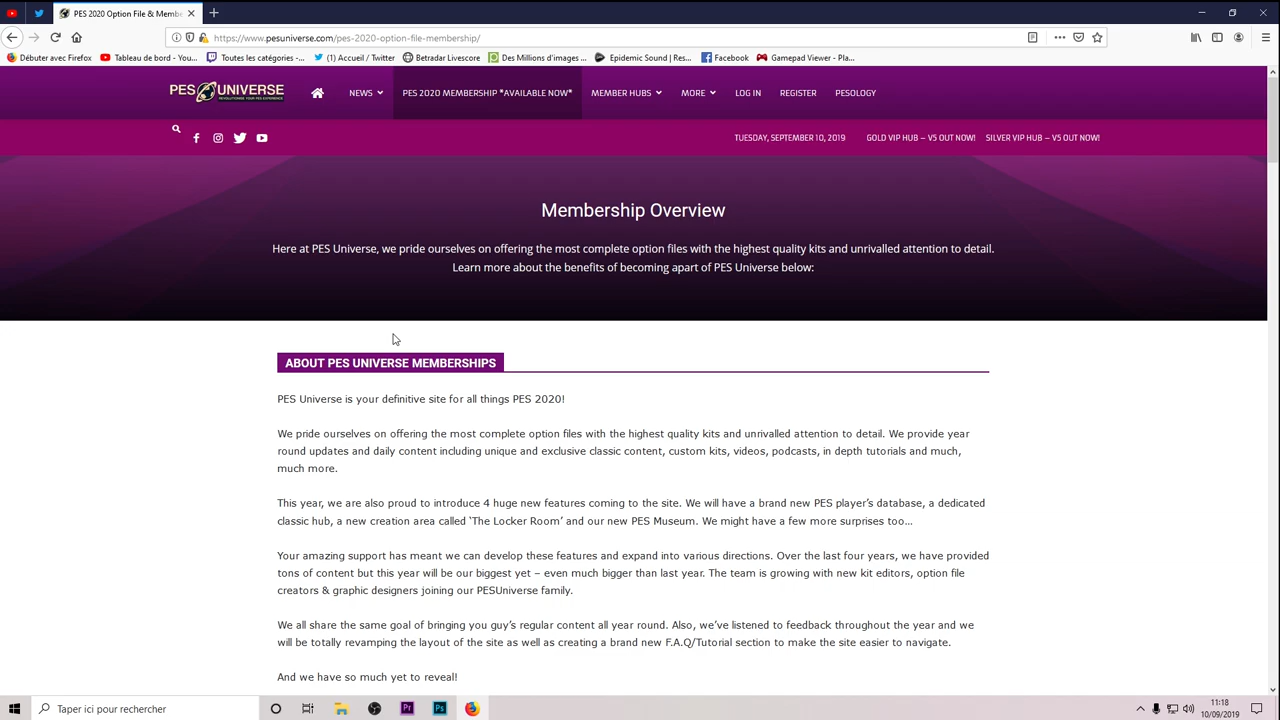 PES 2020 Option File & Membe
https://www.pesuniverse.com/pes-2020-option-file-membership/
Débuter avec Firefox
Tableau de bord - You...
Toutes les catégories -...
(1) Accueil / Twitter
Betradar Livescore
Des Millions d'images ...
Epidemic Sound | Res...
Facebook
Gamepad Viewer - Pla...
PES UNIVERSE
REVOLUTIONISE YOUR PES EXPERIENCE
NEWS
PES 2020 MEMBERSHIP *AVAILABLE NOW*
MEMBER HUBS
MORE
LOG IN
REGISTER
PESOLOGY
TUESDAY, SEPTEMBER 10, 2019
GOLD VIP HUB – V5 OUT NOW!
SILVER VIP HUB – V5 OUT NOW!
Membership Overview
Here at PES Universe, we pride ourselves on offering the most complete option files with the highest quality kits and unrivalled attention to detail.
Learn more about the benefits of becoming apart of PES Universe below:
ABOUT PES UNIVERSE MEMBERSHIPS
PES Universe is your definitive site for all things PES 2020!
We pride ourselves on offering the most complete option files with the highest quality kits and unrivalled attention to detail. We provide year
round updates and daily content including unique and exclusive classic content, custom kits, videos, podcasts, in depth tutorials and much,
much more.
This year, we are also proud to introduce 4 huge new features coming to the site. We will have a brand new PES player's database, a dedicated
classic hub, a new creation area called 'The Locker Room' and our new PES Museum. We might have a few more surprises too…
Your amazing support has meant we can develop these features and expand into various directions. Over the last four years, we have provided
tons of content but this year will be our biggest yet – even much bigger than last year. The team is growing with new kit editors, option file
creators & graphic designers joining our PESUniverse family.
We all share the same goal of bringing you guy's regular content all year round. Also, we've listened to feedback throughout the year and we
will be totally revamping the layout of the site as well as creating a brand new F.A.Q/Tutorial section to make the site easier to navigate.
And we have so much yet to reveal!
Taper ici pour rechercher
Pr
Ps
11:18
10/09/2019